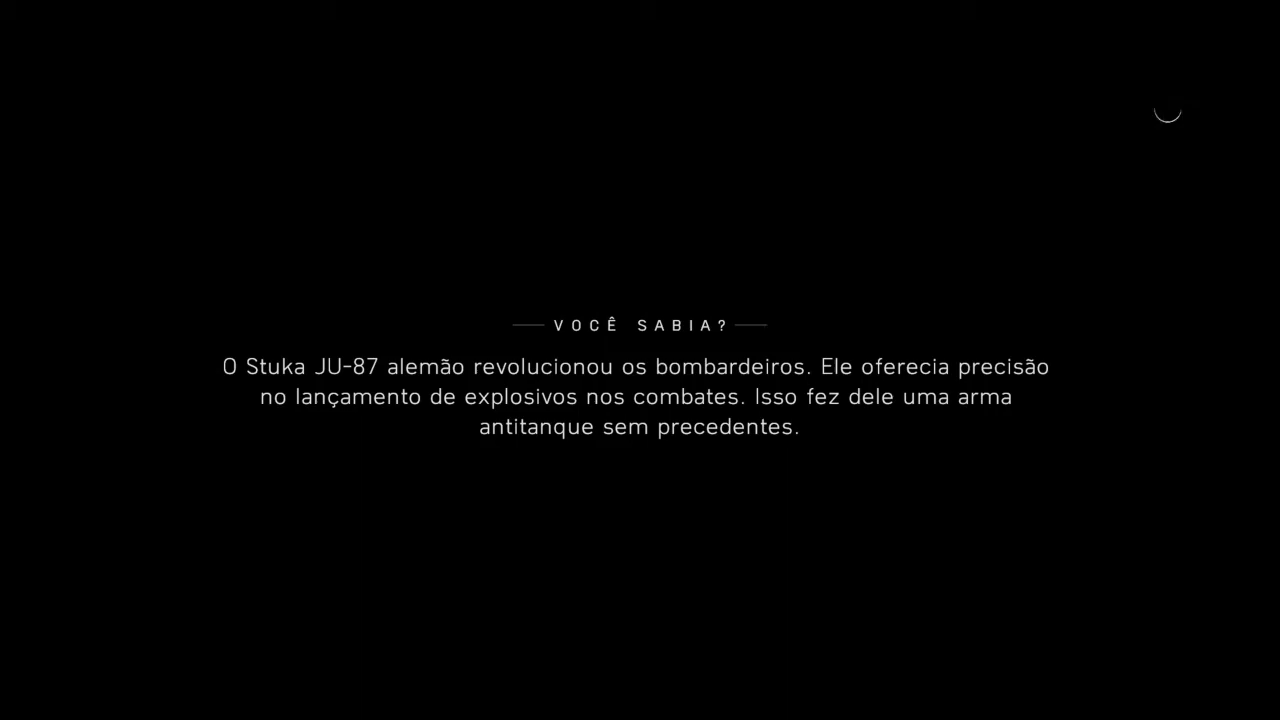 VOCÊ SABIA?
O Stuka JU-87 alemão revolucionou os bombardeiros. Ele oferecia precisão
no lançamento de explosivos nos combates. Isso fez dele uma arma
antitanque sem precedentes.